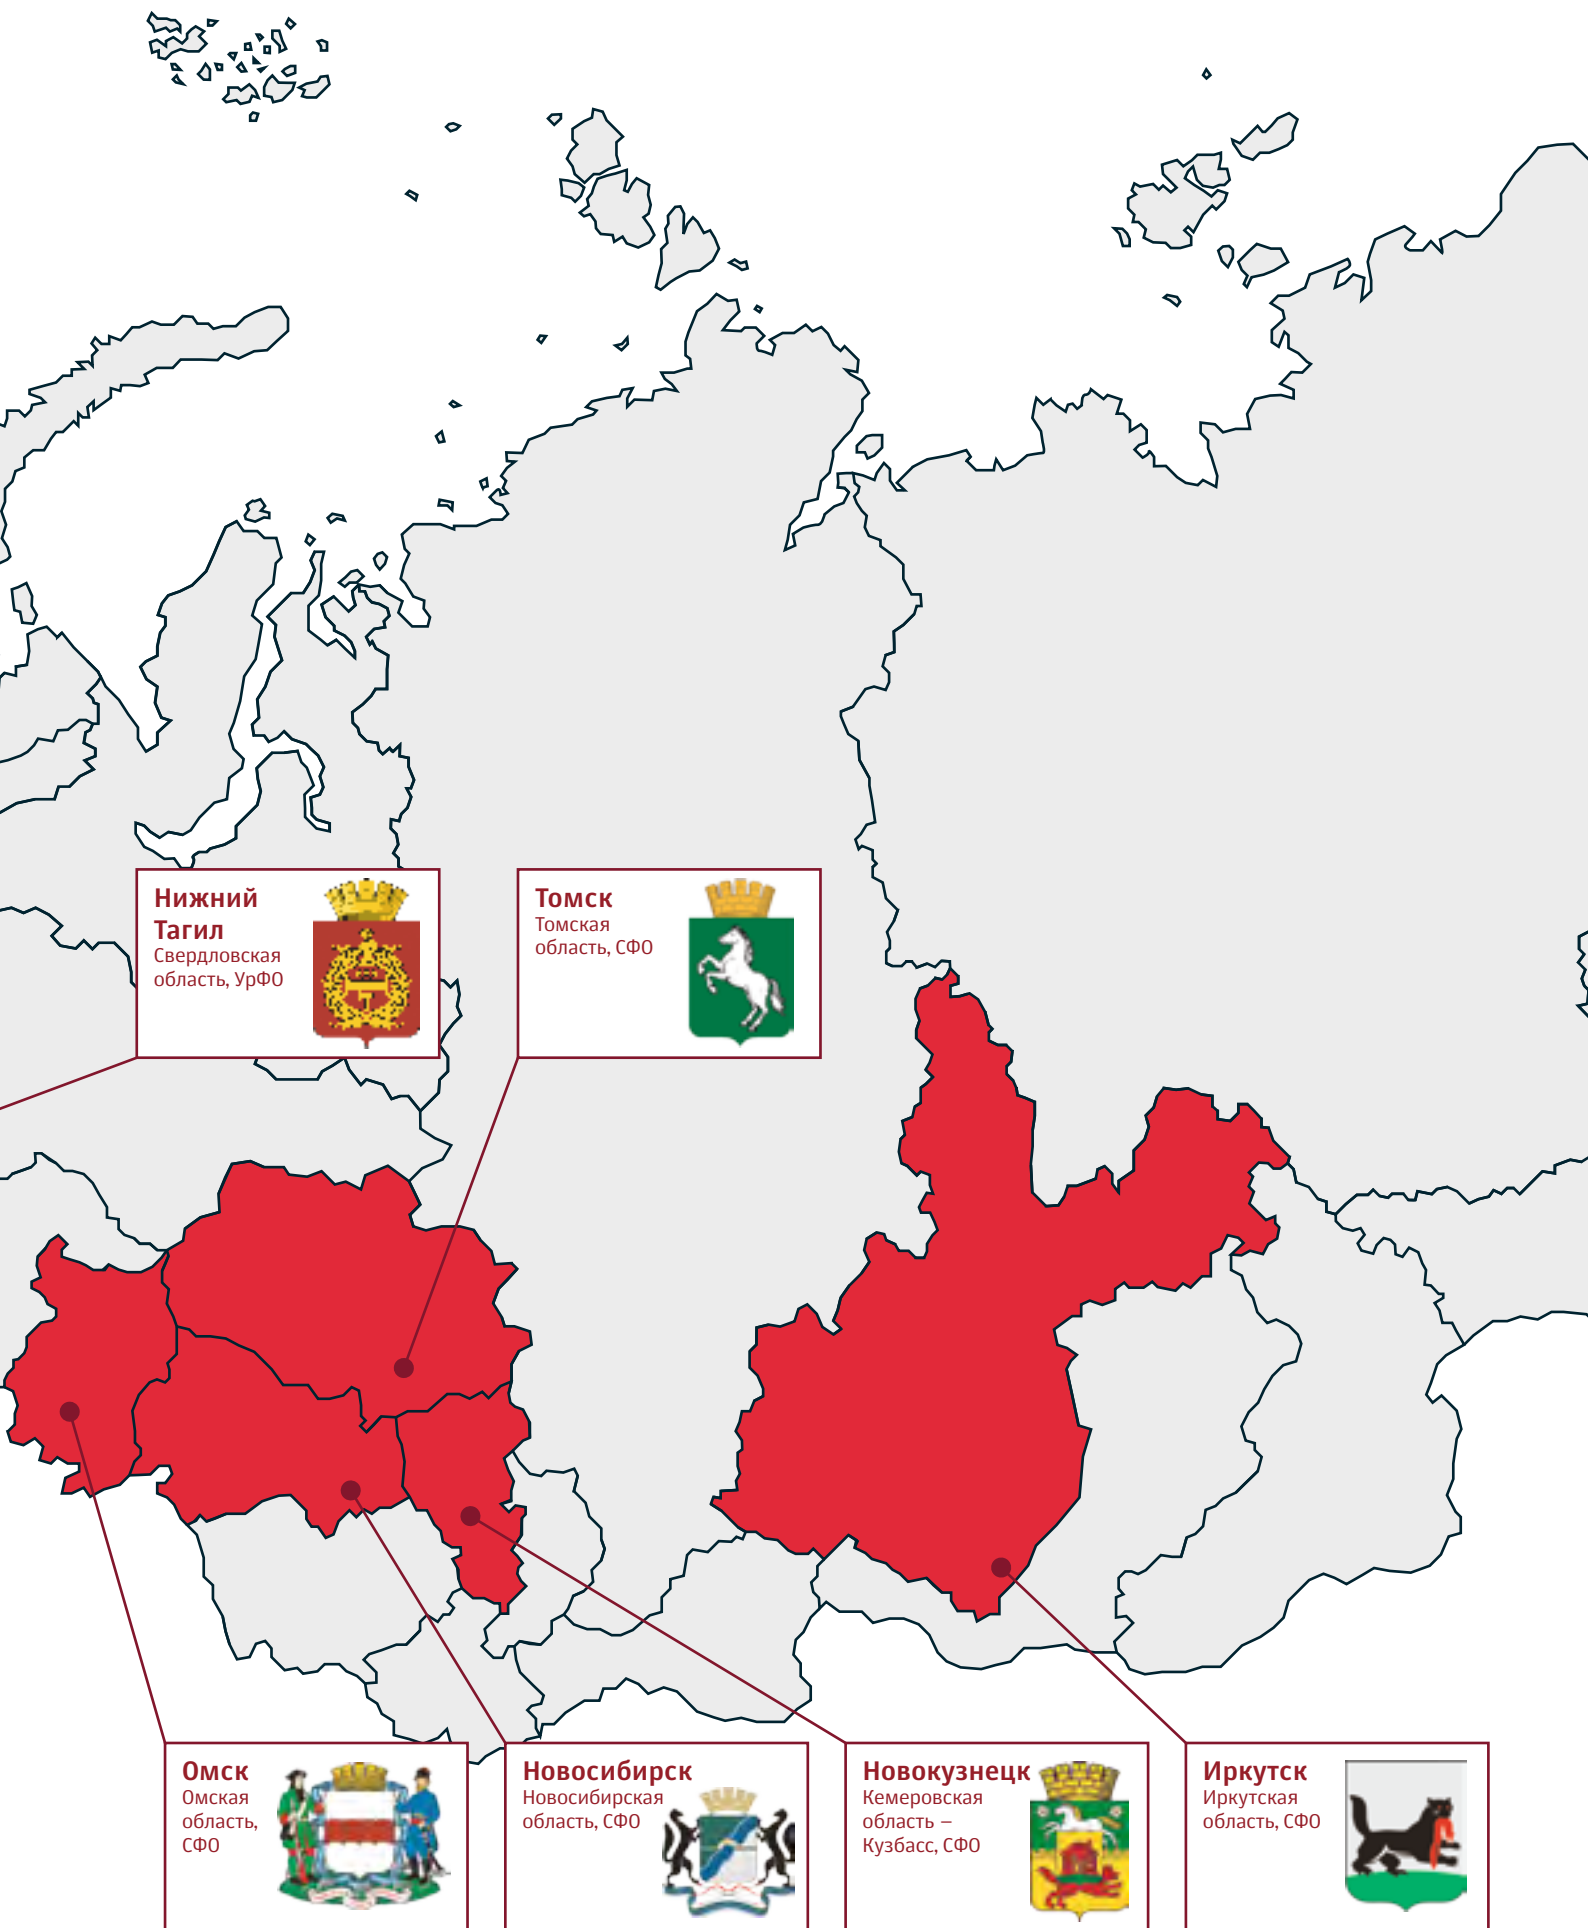 Нижний
Тагил
Свердловская
область, УрФО
Томск
Томская
область, СФО
Омск
Омская
область,
СФО
Новосибирск
Новосибирская
область, СФО
Новокузнецк
Кемеровская
область –
Кузбасс, СФО
Иркутск
Иркутская
область, СФО